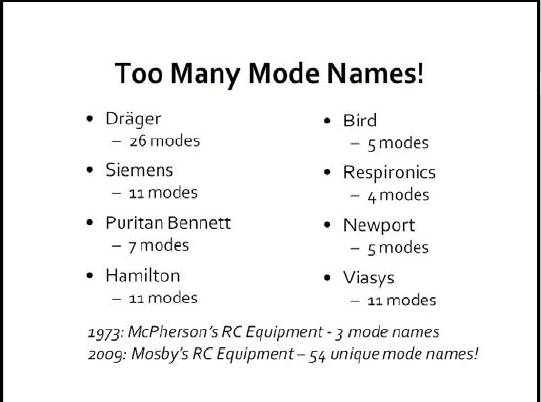 Too Many Mode Names!
• Dräger
– 26 modes
• Siemens
– 11 modes
• Puritan Bennett
– 7 modes
• Hamilton
– 11 modes
• Bird
– 5 modes
• Respironics
– 4 modes
• Newport
– 5 modes
• Viasys
– 11 modes
1973: McPherson's RC Equipment - 3 mode names
2009: Mosby's RC Equipment – 54 unique mode names!